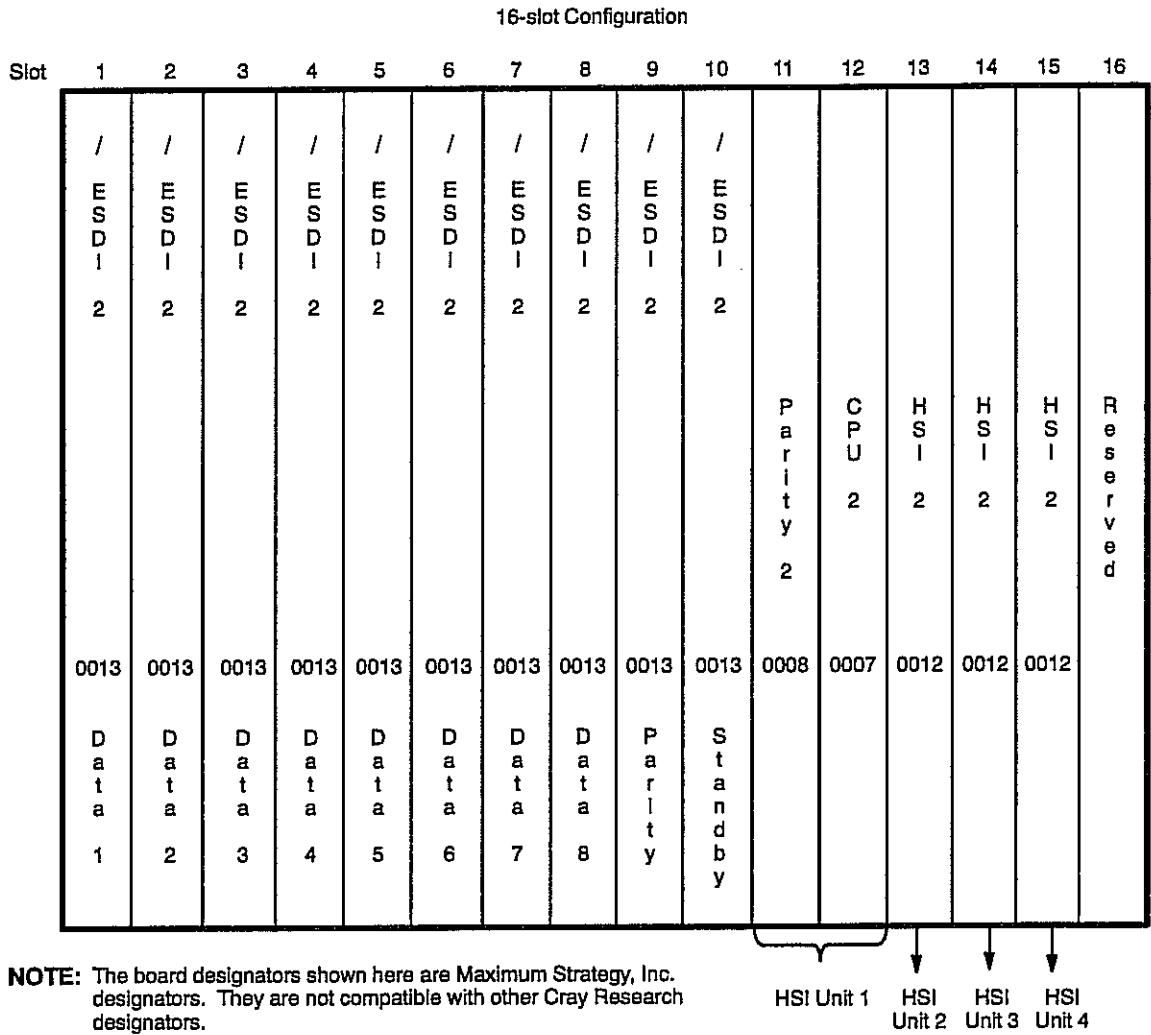 16-slot Configuration
Slot 1 2 3 4 5 6 7 8 9 10 11 12 13 14 15 16
/ ESDI 2 / ESDI 2 / ESDI 2 / ESDI 2 / ESDI 2 / ESDI 2 / ESDI 2 / ESDI 2 / ESDI 2 / ESDI 2
Parity 2 CPU 2 HSI 2 HSI 2 HSI 2 Reserved
0013 0013 0013 0013 0013 0013 0013 0013 0013 0013 0008 0007 0012 0012 0012
Data 1 Data 2 Data 3 Data 4 Data 5 Data 6 Data 7 Data 8 Parity Standby
NOTE: The board designators shown here are Maximum Strategy, Inc.
designators. They are not compatible with other Cray Research
designators.
HSI Unit 1
HSI
Unit 2
HSI
Unit 3
HSI
Unit 4